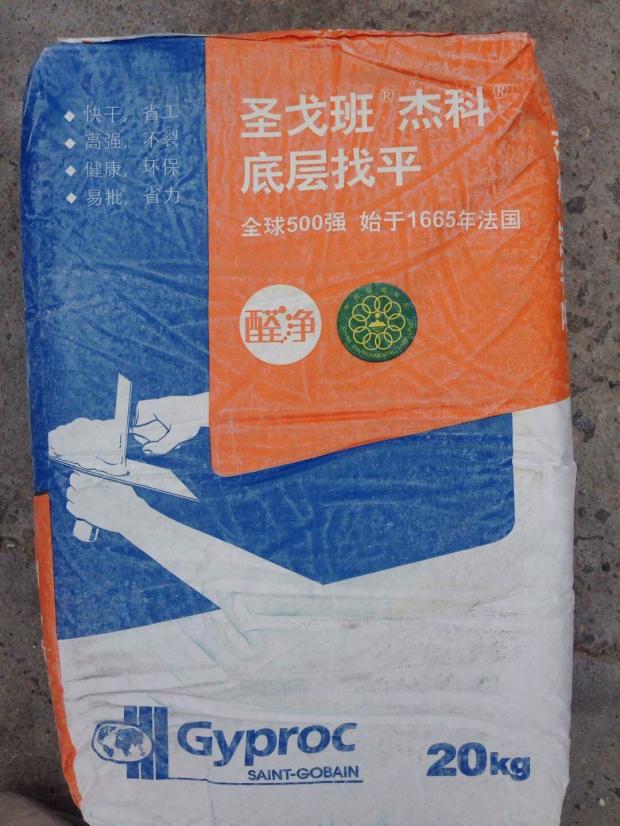 快干，省工
高强，不裂
健康，环保
易批，省力
圣戈班® 杰科®
底层找平
全球500强 始于1665年法国
醛净
Gyproc
SAINT-GOBAIN
20kg